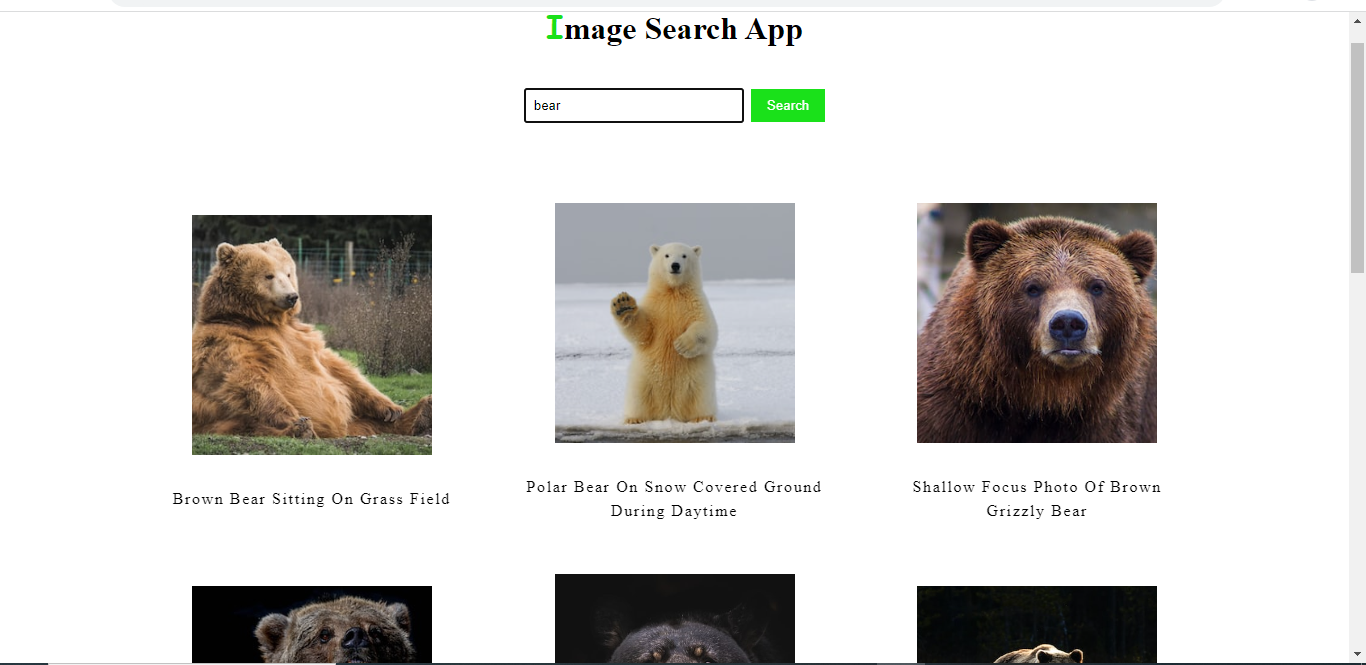 Image Search App
bear
Search
Brown Bear Sitting On Grass Field
Polar Bear On Snow Covered Ground
During Daytime
Shallow Focus Photo Of Brown
Grizzly Bear